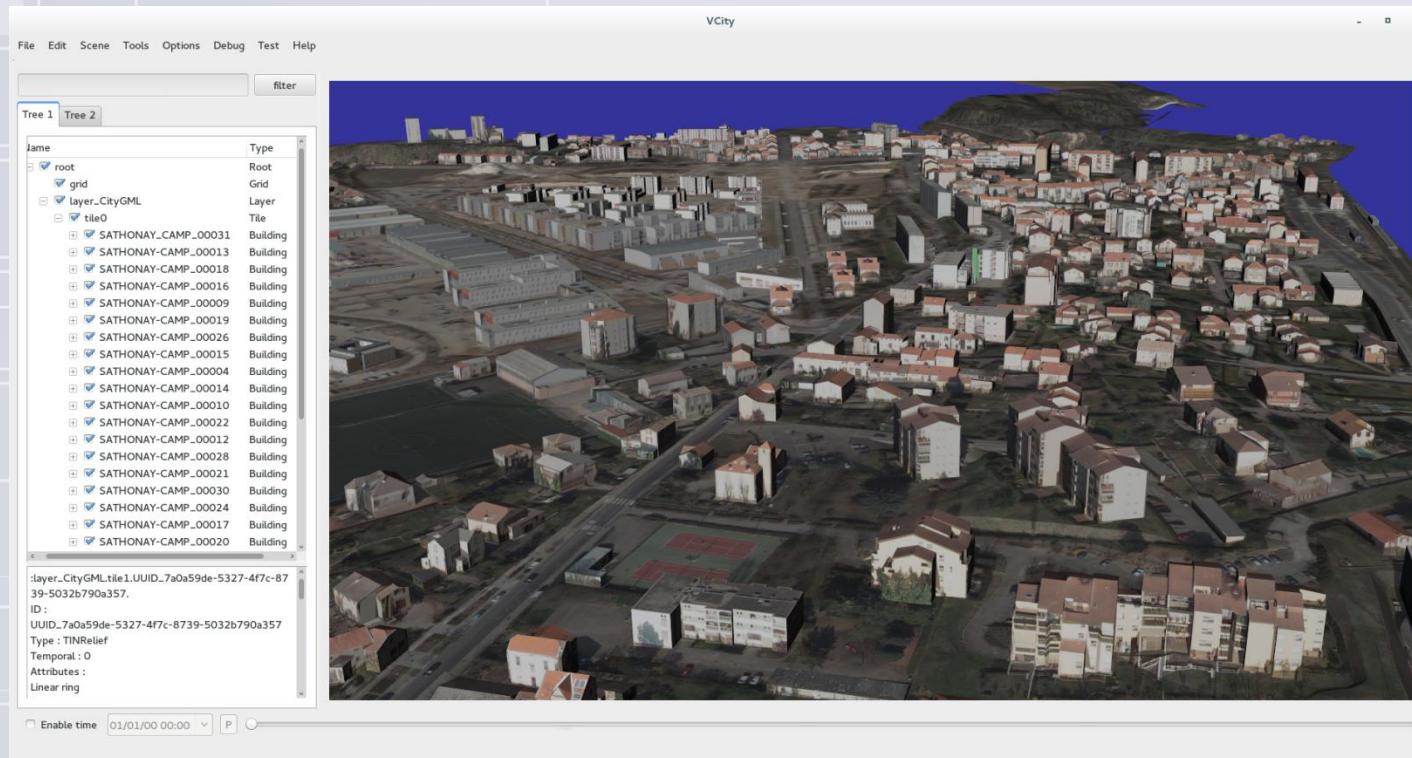 VCity
File Edit Scene Tools Options Debug Test Help
filter
Tree 1 Tree 2
lame Type
root Root
grid Grid
layer_CityGML Layer
tile0 Tile
SATHONAY_CAMP_00031 Building
SATHONAY-CAMP_00013 Building
SATHONAY-CAMP_00018 Building
SATHONAY-CAMP_00016 Building
SATHONAY-CAMP_00009 Building
SATHONAY-CAMP_00019 Building
SATHONAY-CAMP_00026 Building
SATHONAY-CAMP_00015 Building
SATHONAY-CAMP_00004 Building
SATHONAY-CAMP_00014 Building
SATHONAY-CAMP_00010 Building
SATHONAY-CAMP_00022 Building
SATHONAY-CAMP_00012 Building
SATHONAY-CAMP_00028 Building
SATHONAY-CAMP_00021 Building
SATHONAY-CAMP_00030 Building
SATHONAY-CAMP_00024 Building
SATHONAY-CAMP_00017 Building
SATHONAY-CAMP_00020 Building
:layer_CityGML.tile1.UUID_7a0a59de-5327-4f7c-87
39-5032b790a357.
ID :
UUID_7a0a59de-5327-4f7c-8739-5032b790a357
Type : TINRelief
Temporal : 0
Attributes :
Linear ring
Enable time 01/01/00 00:00 P